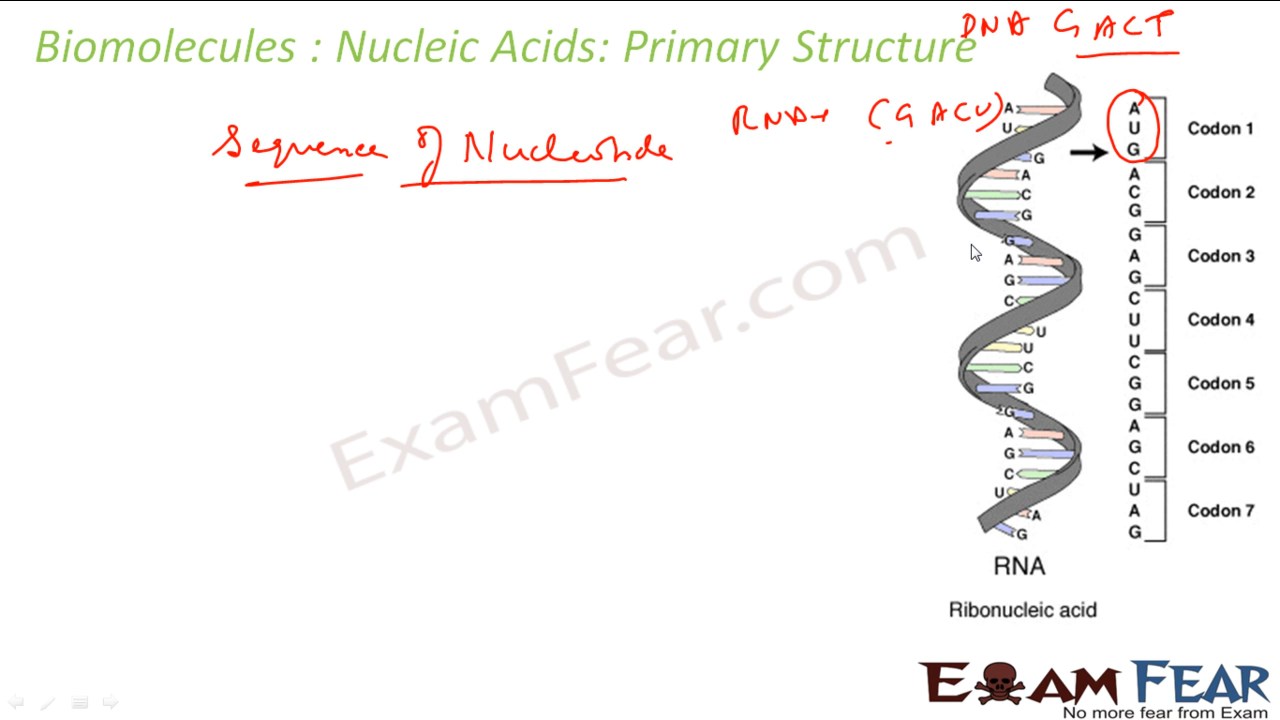 Biomolecules : Nucleic Acids: Primary Structure
DNA GACT
RNA → (GACU)
Sequence of Nucleotide
A
U
G
A
C
G
G
A
G
C
U
U
C
G
G
A
G
C
U
A
G
A
U
G
Codon 1
A
C
G
Codon 2
G
A
G
Codon 3
C
U
U
Codon 4
C
G
G
Codon 5
A
G
C
Codon 6
U
A
G
Codon 7
RNA
Ribonucleic acid
ExamFear.com
EXAM FEAR
No more fear from Exam